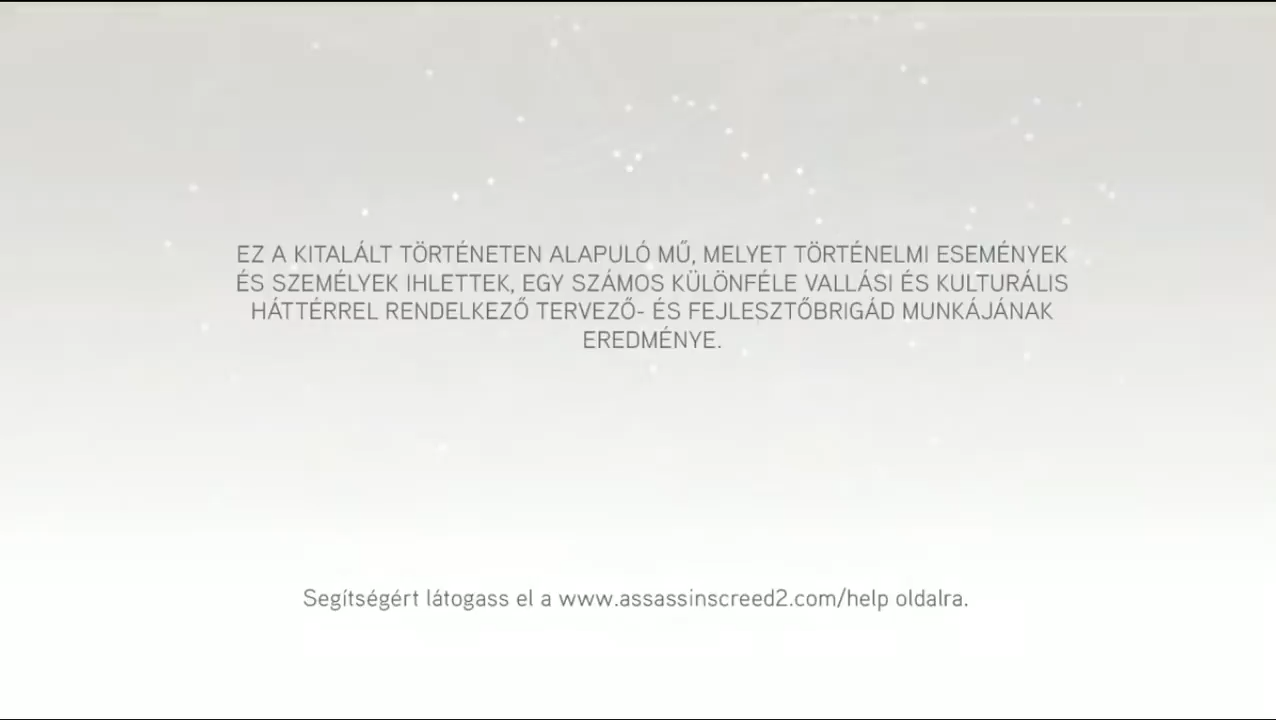 EZ A KITALÁLT TÖRTÉNETEN ALAPULÓ MŰ, MELYET TÖRTÉNELMI ESEMÉNYEK
ÉS SZEMÉLYEK IHLETTEK, EGY SZÁMOS KÜLÖNFÉLE VALLÁSI ÉS KULTURÁLIS
HÁTTÉRREL RENDELKEZŐ TERVEZŐ- ÉS FEJLESZTŐBRIGÁD MUNKÁJÁNAK
EREDMÉNYE.
Segítségért látogass el a www.assassinscreed2.com/help oldalra.